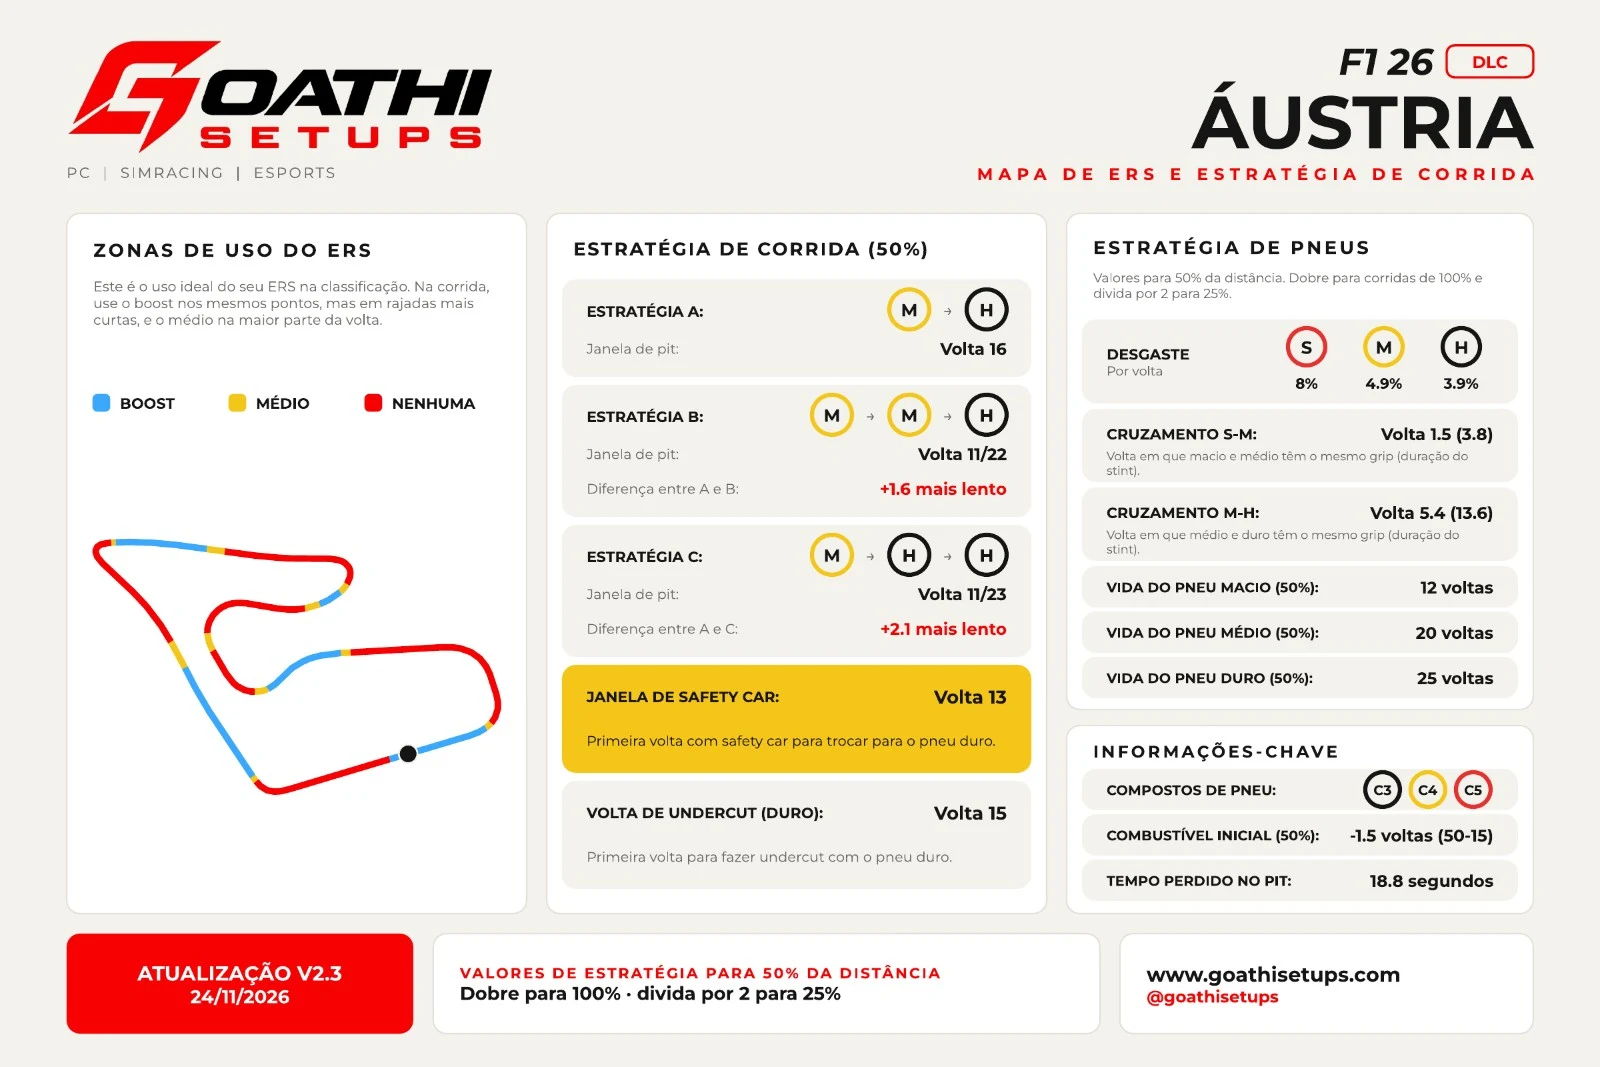 GOATHI
SETUPS
PC | SIMRACING | ESPORTS
F1 26 DLC
ÁUSTRIA
MAPA DE ERS E ESTRATÉGIA DE CORRIDA
ZONAS DE USO DO ERS
Este é o uso ideal do seu ERS na classificação. Na corrida,
use o boost nos mesmos pontos, mas em rajadas mais
curtas, e o médio na maior parte da volta.
BOOST MÉDIO NENHUMA
ESTRATÉGIA DE CORRIDA (50%)
ESTRATÉGIA A: M → H
Janela de pit: Volta 16
ESTRATÉGIA B: M → M → H
Janela de pit: Volta 11/22
Diferença entre A e B: +1.6 mais lento
ESTRATÉGIA C: M → H → H
Janela de pit: Volta 11/23
Diferença entre A e C: +2.1 mais lento
JANELA DE SAFETY CAR: Volta 13
Primeira volta com safety car para trocar para o pneu duro.
VOLTA DE UNDERCUT (DURO): Volta 15
Primeira volta para fazer undercut com o pneu duro.
ESTRATÉGIA DE PNEUS
Valores para 50% da distância. Dobre para corridas de 100% e
divida por 2 para 25%.
DESGASTE S M H
Por volta 8% 4.9% 3.9%
CRUZAMENTO S-M: Volta 1.5 (3.8)
Volta em que macio e médio têm o mesmo grip (duração do
stint).
CRUZAMENTO M-H: Volta 5.4 (13.6)
Volta em que médio e duro têm o mesmo grip (duração do
stint).
VIDA DO PNEU MACIO (50%): 12 voltas
VIDA DO PNEU MÉDIO (50%): 20 voltas
VIDA DO PNEU DURO (50%): 25 voltas
INFORMAÇÕES-CHAVE
COMPOSTOS DE PNEU: C3 C4 C5
COMBUSTÍVEL INICIAL (50%): -1.5 voltas (50-15)
TEMPO PERDIDO NO PIT: 18.8 segundos
ATUALIZAÇÃO V2.3
24/11/2026
VALORES DE ESTRATÉGIA PARA 50% DA DISTÂNCIA
Dobre para 100% · divida por 2 para 25%
www.goathisetups.com
@goathisetups